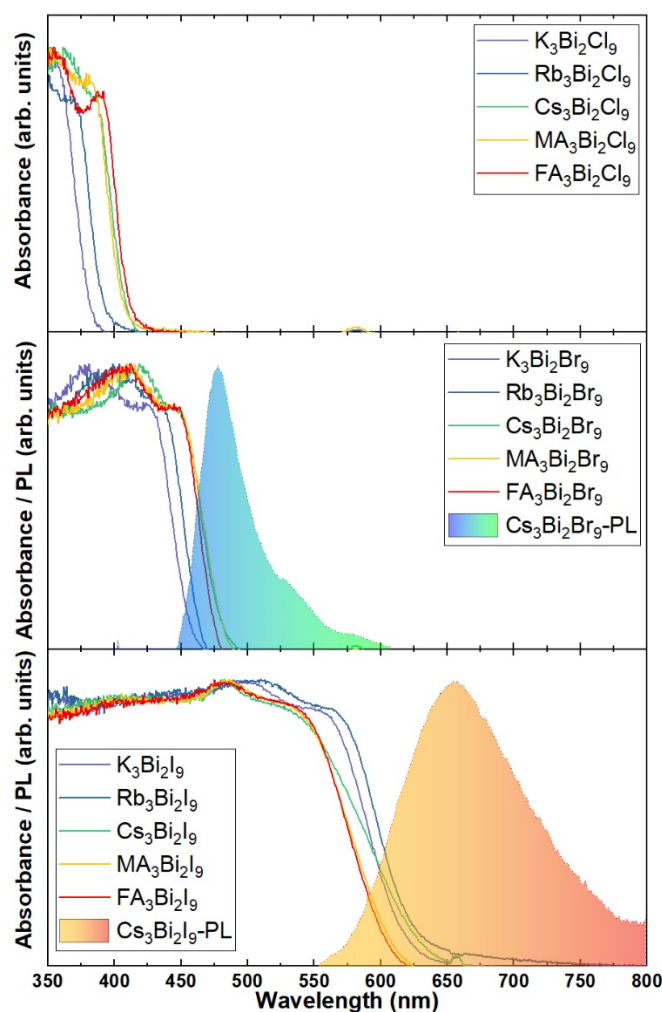 Absorbance (arb. units)
K₃Bi₂Cl₉
Rb₃Bi₂Cl₉
Cs₃Bi₂Cl₉
MA₃Bi₂Cl₉
FA₃Bi₂Cl₉
Absorbance / PL (arb. units)
K₃Bi₂Br₉
Rb₃Bi₂Br₉
Cs₃Bi₂Br₉
MA₃Bi₂Br₉
FA₃Bi₂Br₉
Cs₃Bi₂Br₉-PL
Absorbance / PL (arb. units)
K₃Bi₂I₉
Rb₃Bi₂I₉
Cs₃Bi₂I₉
MA₃Bi₂I₉
FA₃Bi₂I₉
Cs₃Bi₂I₉-PL
350 400 450 500 550 600 650 700 750 800
Wavelength (nm)